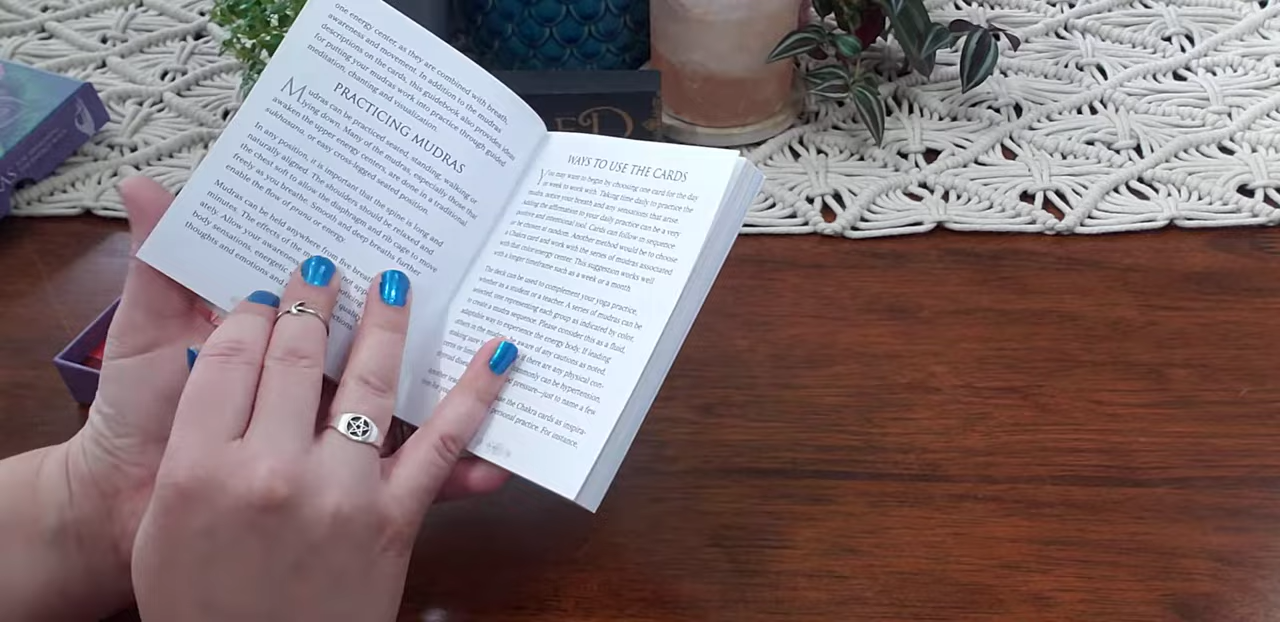 one energy center, as they are combined with breath,
awareness and movement. In addition to the mudras
descriptions on the cards, this guidebook also provides ideas
for putting your mudras work into practice through guided
meditation, chanting and visualization.
PRACTICING MUDRAS
Mudras can be practiced seated, standing, walking or
lying down. Many of the mudras, especially those that
awaken the upper energy centers, are done in a traditional
sukhasana, or easy cross-legged seated position.
In any position, it is important that the spine is long and
naturally aligned. The shoulders should be relaxed and
the chest soft to allow the diaphragm and rib cage to move
freely as you breathe. Smooth and deep breaths further
enable the flow of prana or energy.
Mudras can be held anywhere from five breaths
minutes. The effects of the
ately. Allow your awareness
body, sensations, energetic quality
thoughts and emotions
WAYS TO USE THE CARDS
You may want to begin by choosing one card for the day
or week to work with. Taking time daily to practice the
mudra, notice your breath and any sensations that arise.
Adding the affirmation to your daily practice can be a very
positive and intentional tool. Cards can follow in sequence
or be chosen at random. Another method would be to choose
a Chakra card and work with the series of mudras associated
with that color/energy center. This suggestion works well
with a longer timeframe such as a week or a month.
The deck can be used to complement your yoga practice,
whether as a student or a teacher. A series of mudras can be
selected, one representing each group as indicated by color,
to create a mudra sequence. Please consider this as a fluid,
adaptable way to experience the energy body. If leading
others in the mudras be aware of any cautions as noted,
making sure if there are any physical con-
cerns or commonly can be hypertension,
pressure—just to name a few
Another use the Chakra cards as inspira-
personal practice. For instance,